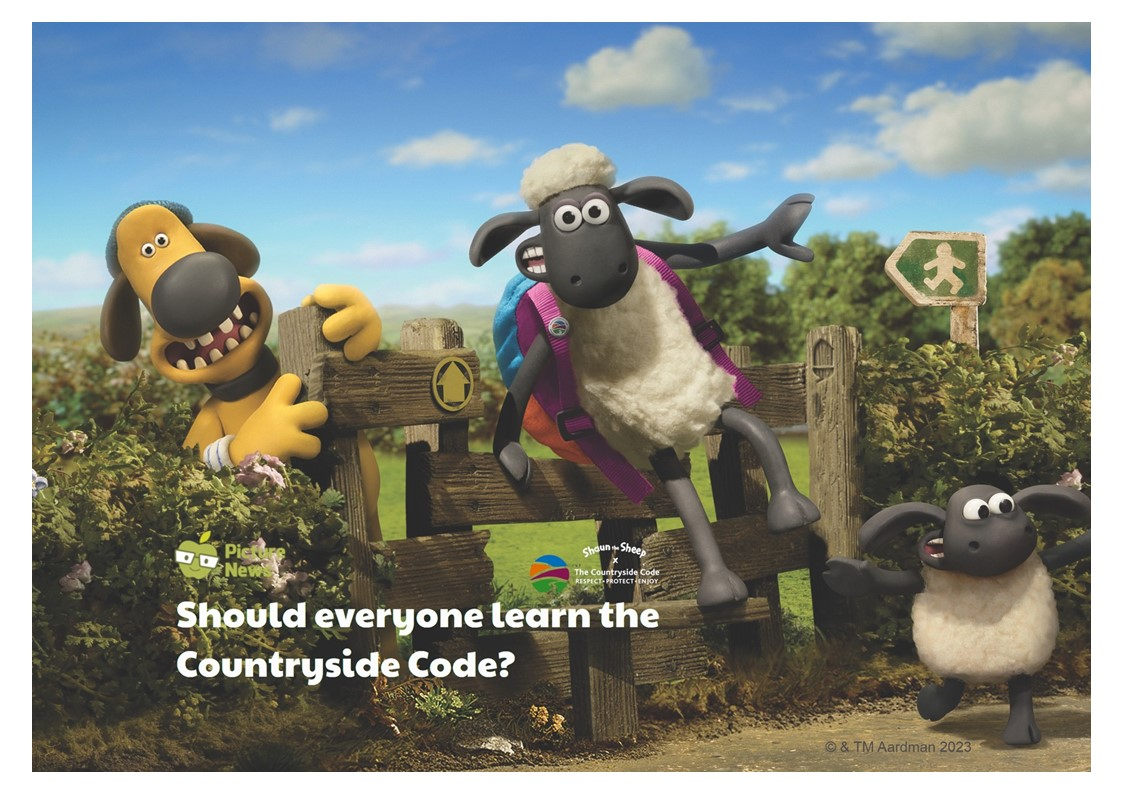 Picture
News
Shaun the Sheep
x
The Countryside Code
RESPECT • PROTECT • ENJOY
Should everyone learn the
Countryside Code?
© & TM Aardman 2023